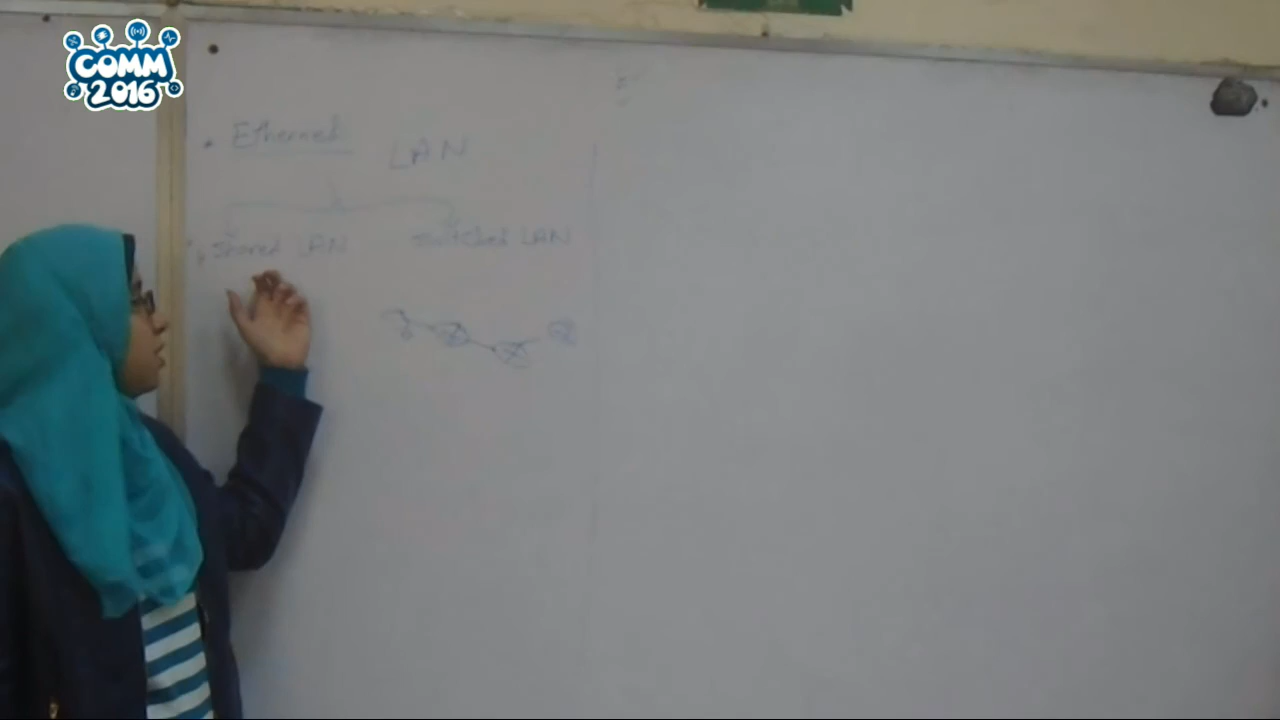 COMM
2016
Ethernet
LAN
shared LAN
switched LAN